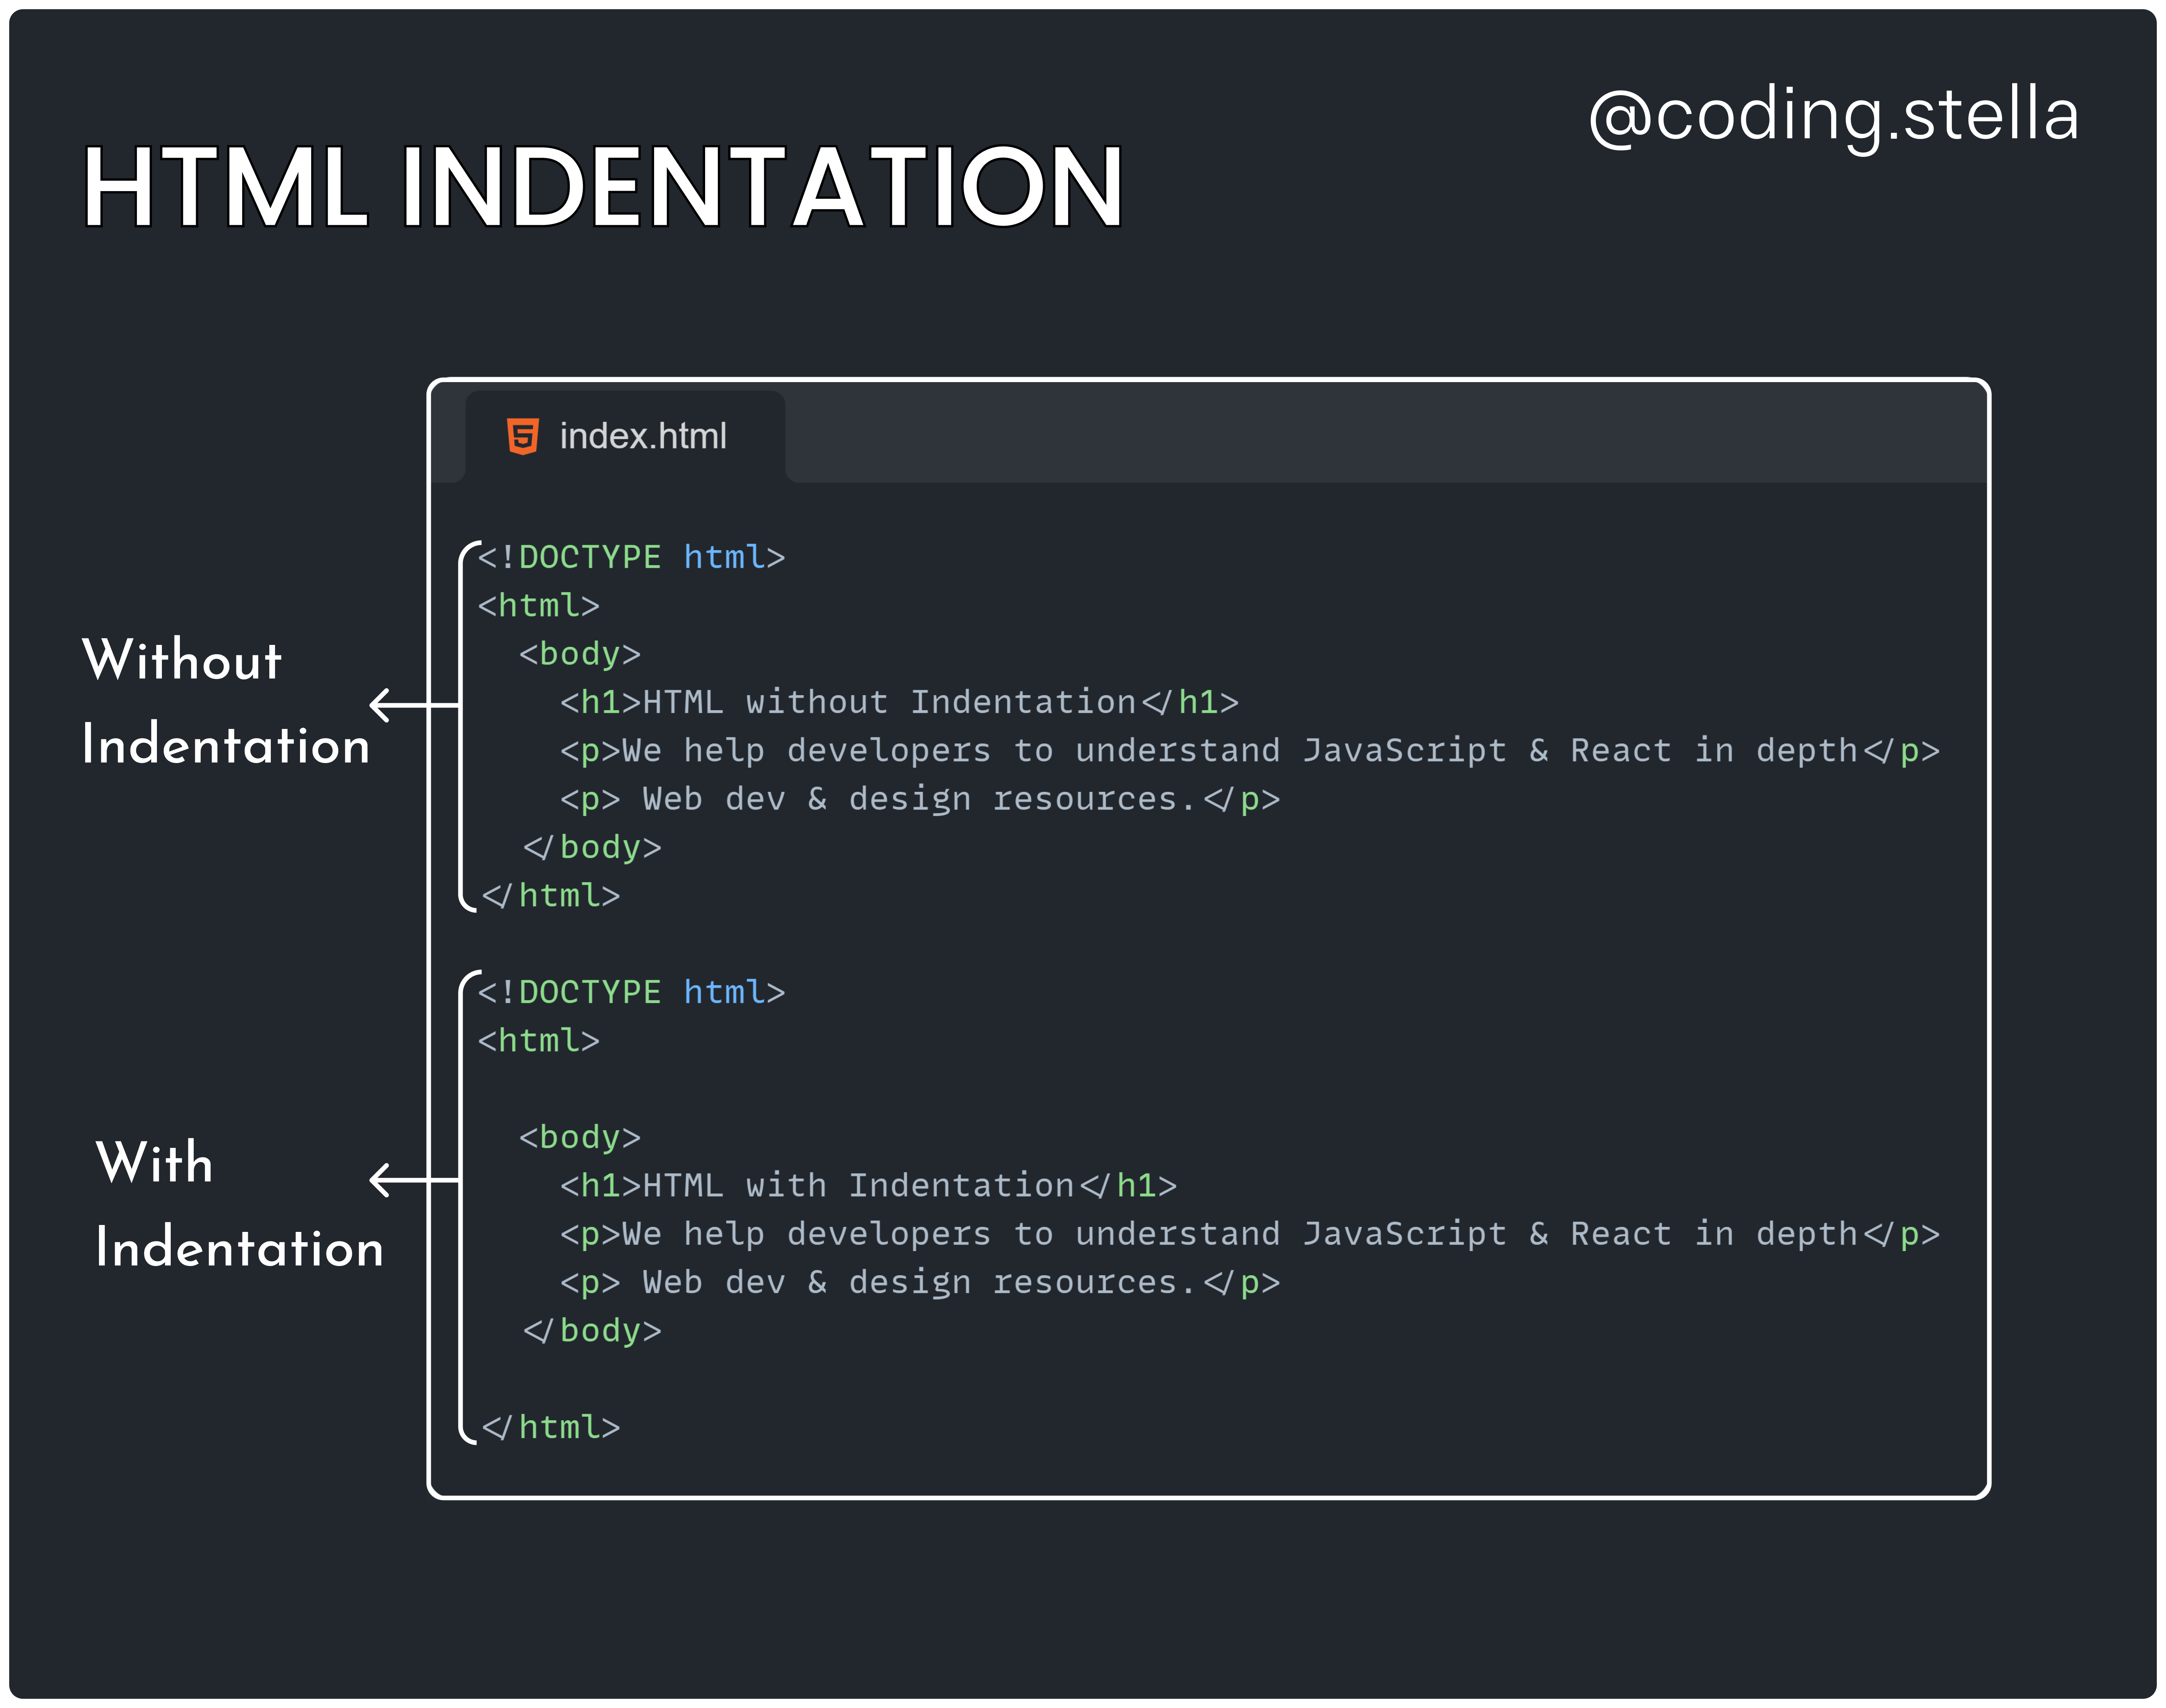 @coding.stella
HTML INDENTATION
index.html
Without
Indentation
<!DOCTYPE html>
<html>
  <body>
    <h1>HTML without Indentation</h1>
    <p>We help developers to understand JavaScript & React in depth</p>
    <p> Web dev & design resources.</p>
  </body>
</html>
With
Indentation
<!DOCTYPE html>
<html>
  <body>
    <h1>HTML with Indentation</h1>
    <p>We help developers to understand JavaScript & React in depth</p>
    <p> Web dev & design resources.</p>
  </body>
</html>